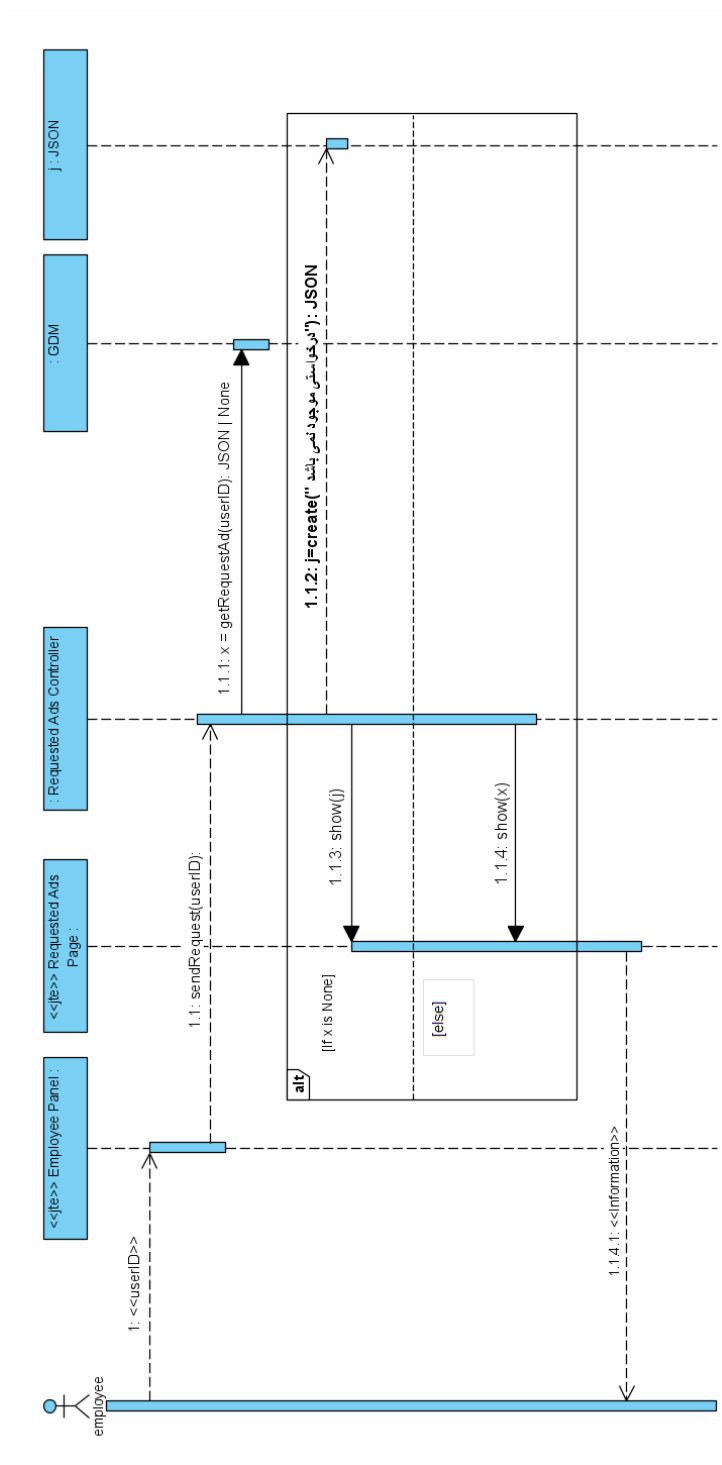 employee
<<jte>> Employee Panel :
<<jte>> Requested Ads
Page :
: Requested Ads Controller
: GDM
j : JSON
1: <<userID>>
1.1: sendRequest(userID):
1.1.1: x = getRequestAd(userID): JSON | None
alt
[If x is None]
1.1.2: j=create("درخواستی موجود نمی باشد"): JSON
1.1.3: show(j)
[else]
1.1.4: show(x)
1.1.4.1: <<Information>>